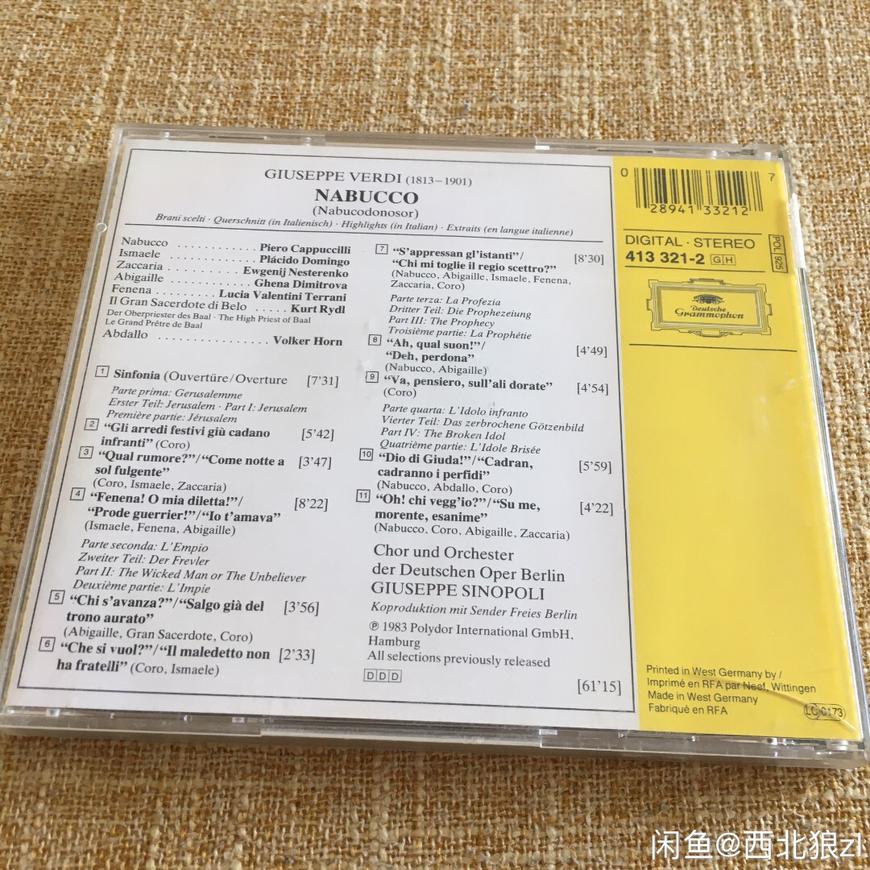 GIUSEPPE VERDI (1813–1901)
NABUCCO
(Nabucodonosor)
Brani scelti · Querschnitt (in Italienisch) · Highlights (in Italian) · Extraits (en langue italienne)
Nabucco . . . . . . . . . . . . Piero Cappuccilli
Ismaele . . . . . . . . . . . . Plácido Domingo
Zaccaria . . . . . . . . . . Evgenij Nesterenko
Abigaille . . . . . . . . . . . Ghena Dimitrova
Fenena . . . . . . . . Lucia Valentini Terrani
Il Gran Sacerdote di Belo . . . . . Kurt Rydl
Der Oberpriester des Baal · The High Priest of Baal
Le Grand Prêtre de Baal
Abdallo . . . . . . . . . . . . . . . . Volker Horn
1 Sinfonia (Ouvertüre/Overture [7'31]
Parte prima: Gerusalemme
Erster Teil: Jerusalem · Part I: Jerusalem
Première partie: Jérusalem
2 “Gli arredi festivi giù cadano [5'42]
infranti” (Coro)
3 “Qual rumore?”/“Come notte a [3'47]
sol fulgente”
(Coro, Ismaele, Zaccaria)
4 “Fenena! O mia diletta!”/ [8'22]
“Prode guerrier!”/“Io t'amava”
(Ismaele, Fenena, Abigaille)
Parte seconda: L'Empio
Zweiter Teil: Der Frevler
Part II: The Wicked Man or The Unbeliever
Deuxième partie: L'Impie
5 “Chi s'avanza?”/“Salgo già del [3'56]
trono aurato”
(Abigaille, Gran Sacerdote, Coro)
6 “Che si vuol?”/“Il maledetto non [2'33]
ha fratelli” (Coro, Ismaele)
7 “S'appressan gl'istanti”/ [8'30]
“Chi mi toglie il regio scettro?”
(Nabucco, Abigaille, Ismaele, Fenena,
Zaccaria, Coro)
Parte terza: La Profezia
Dritter Teil: Die Prophezeiung
Part III: The Prophecy
Troisième partie: La Prophétie
8 “Ah, qual suon!”/ [4'49]
“Deh, perdona”
(Nabucco, Abigaille)
9 “Va, pensiero, sull'ali dorate” [4'54]
(Coro)
Parte quarta: L'Idolo infranto
Vierter Teil: Das zerbrochene Götzenbild
Part IV: The Broken Idol
Quatrième partie: L'Idole Brisée
10 “Dio di Giuda!”/“Cadran, [5'59]
cadranno i perfidi”
(Nabucco, Abdallo, Coro)
11 “Oh! chi vegg'io?”/“Su me, [4'22]
morente, esanime”
(Nabucco, Coro, Abigaille, Zaccaria)
Chor und Orchester
der Deutschen Oper Berlin
GIUSEPPE SINOPOLI
Koproduktion mit Sender Freies Berlin
℗ 1983 Polydor International GmbH,
Hamburg
All selections previously released
DDD
[61'15]
0 28941 33212 7
DIGITAL · STEREO
413 321-2 GH
POL 925
Deutsche
Grammophon
Printed in West Germany by /
Imprimé en RFA par Neef, Wittingen
Made in West Germany
Fabriqué en RFA
LC 0173
闲鱼@西北狼zl